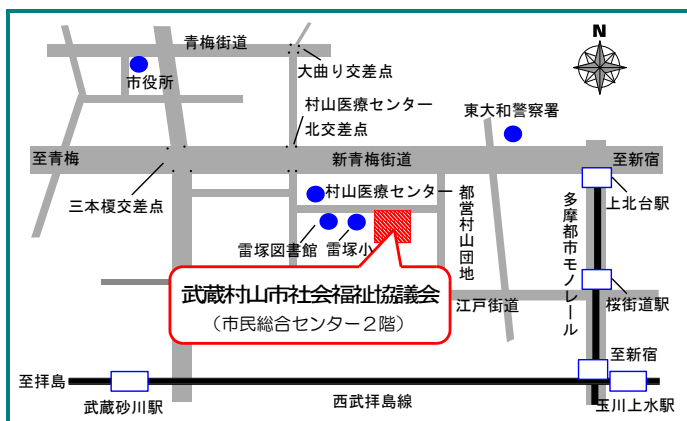 青梅街道
N
大曲り交差点
市役所
村山医療センター
北交差点
東大和警察署
至青梅
新青梅街道
至新宿
三本榎交差点
村山医療センター
都営村山団地
上北台駅
雷塚図書館
雷塚小
多摩都市モノレール
武蔵村山市社会福祉協議会
（市民総合センター２階）
江戸街道
桜街道駅
至新宿
至拝島
武蔵砂川駅
西武拝島線
玉川上水駅